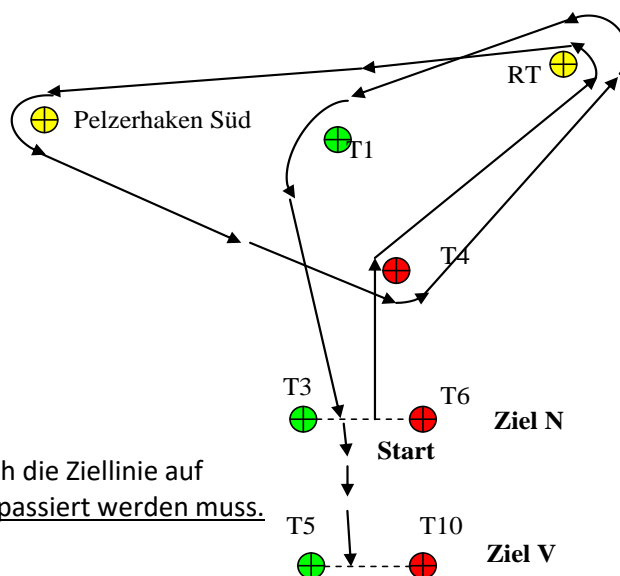 RT
Pelzerhaken Süd
T1
T4
T3
T6
Ziel N
Start
h die Ziellinie auf
passiert werden muss.
T5
T10
Ziel V